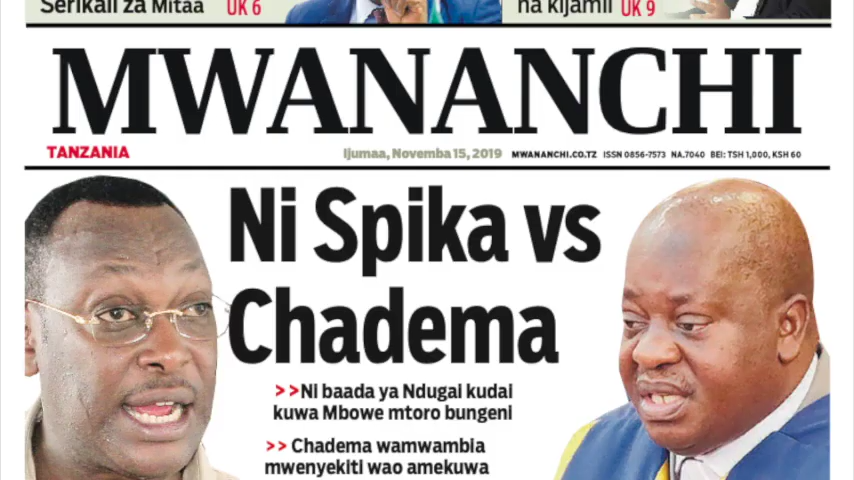 Serikali za Mitaa UK 6
na kijamii UK 9
MWANANCHI
TANZANIA
Ijumaa, Novemba 15, 2019 MWANANCHI.CO.TZ ISSN 0856-7573 NA.7040 BEI: TSH 1,000, KSH 60
Ni Spika vs
Chadema
>>Ni baada ya Ndugai kudai
kuwa Mbowe mtoro bungeni
>> Chadema wamwambia
mwenyekiti wao amekuwa